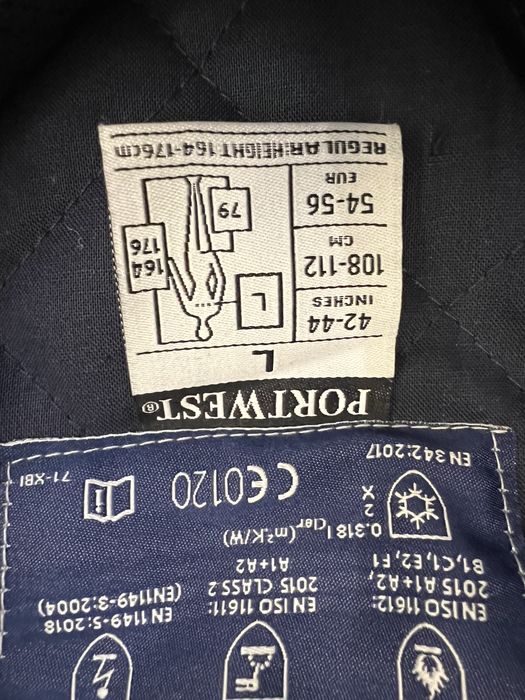 EN ISO 11612:
2015 A1+A2,
B1,C1,E2,F1
EN ISO 11611:
2015 CLASS 2
A1+A2
EN 1149-5:2018
(EN1149-3:2004)
0.318 Icler (m²K/W)
2
X
EN 342:2017
CE0120
i
71-XBI
PORTWEST®
L
42-44
INCHES
108-112
CM
54-56
EUR
L
164
176
79
REGULAR:HEIGHT:164-176cm